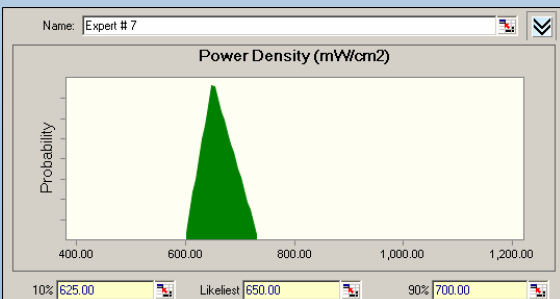 Name: Expert # 7
Power Density (mW/cm2)
Probability
400.00 600.00 800.00 1,000.00 1,200.00
10% 625.00 Likeliest 650.00 90% 700.00